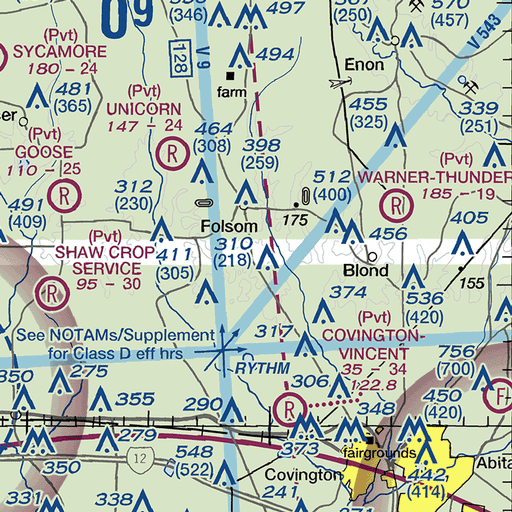 09
358
(346)
497
361
(250)
570
(457)
V 543
(Pvt)
SYCAMORE
180 - 24
128
V 9
494
Enon
farm
481
(365)
(Pvt)
UNICORN
147 - 24
R
455
(325)
339
(251)
ser
(Pvt)
GOOSE
110 - 25
R
464
(308)
398
(259)
512
(400)
(Pvt)
WARNER-THUNDER
185 - 19
R
312
(230)
491
(409)
175
Folsom
456
405
(Pvt)
SHAW CROP
SERVICE
95 - 30
R
411
(305)
310
(218)
Blond
155
374
536
(420)
See NOTAMs/Supplement
for Class D eff hrs
317
(Pvt)
COVINGTON-
VINCENT
35 - 34
122.8
RYTHM
756
(700)
850
275
306
355
290
R
348
450
(420)
F
279
373
fairgrounds
12
350
548
(522)
Covington
442
(414)
Abita
331
338
241
271